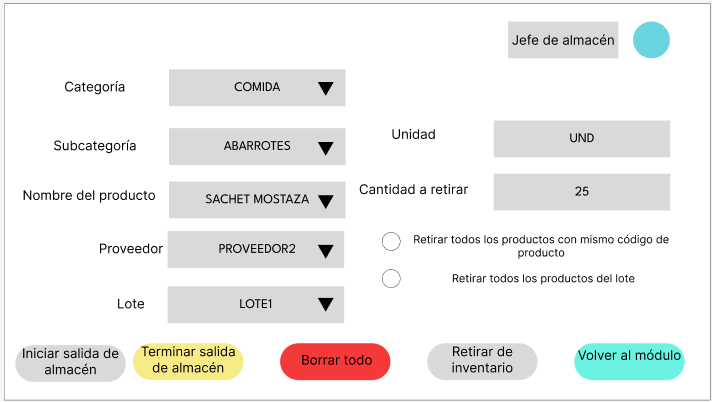 Jefe de almacén
Categoría
COMIDA
Subcategoría
ABARROTES
Unidad
UND
Nombre del producto
SACHET MOSTAZA
Cantidad a retirar
25
Proveedor
PROVEEDOR2
Retirar todos los productos con mismo código de
producto
Retirar todos los productos del lote
Lote
LOTE1
Iniciar salida de
almacén
Terminar salida
de almacén
Borrar todo
Retirar de
inventario
Volver al módulo